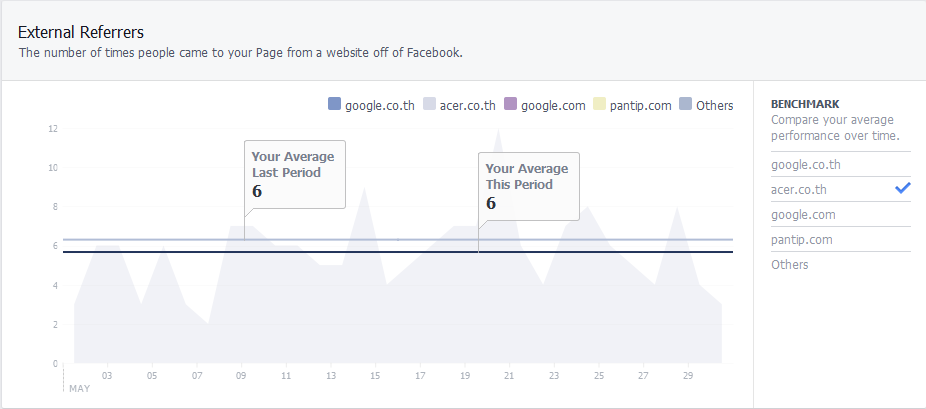 External Referrers
The number of times people came to your Page from a website off of Facebook.
google.co.th acer.co.th google.com pantip.com Others
12
10
8
6
4
2
0
Your Average
Last Period
6
Your Average
This Period
6
03 05 07 09 11 13 15 17 19 21 23 25 27 29
MAY
BENCHMARK
Compare your average
performance over time.
google.co.th
acer.co.th
google.com
pantip.com
Others